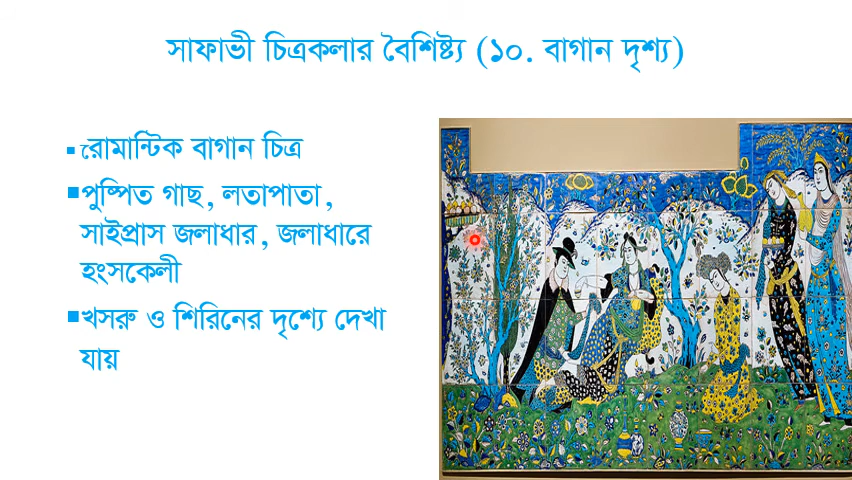 সাফাভী চিত্রকলার বৈশিষ্ট্য (১০. বাগান দৃশ্য)
▪ রোমান্টিক বাগান চিত্র
▪পুষ্পিত গাছ, লতাপাতা,
সাইপ্রাস জলাধার, জলাধারে
হংসকেলী
▪খসরু ও শিরিনের দৃশ্যে দেখা
যায়